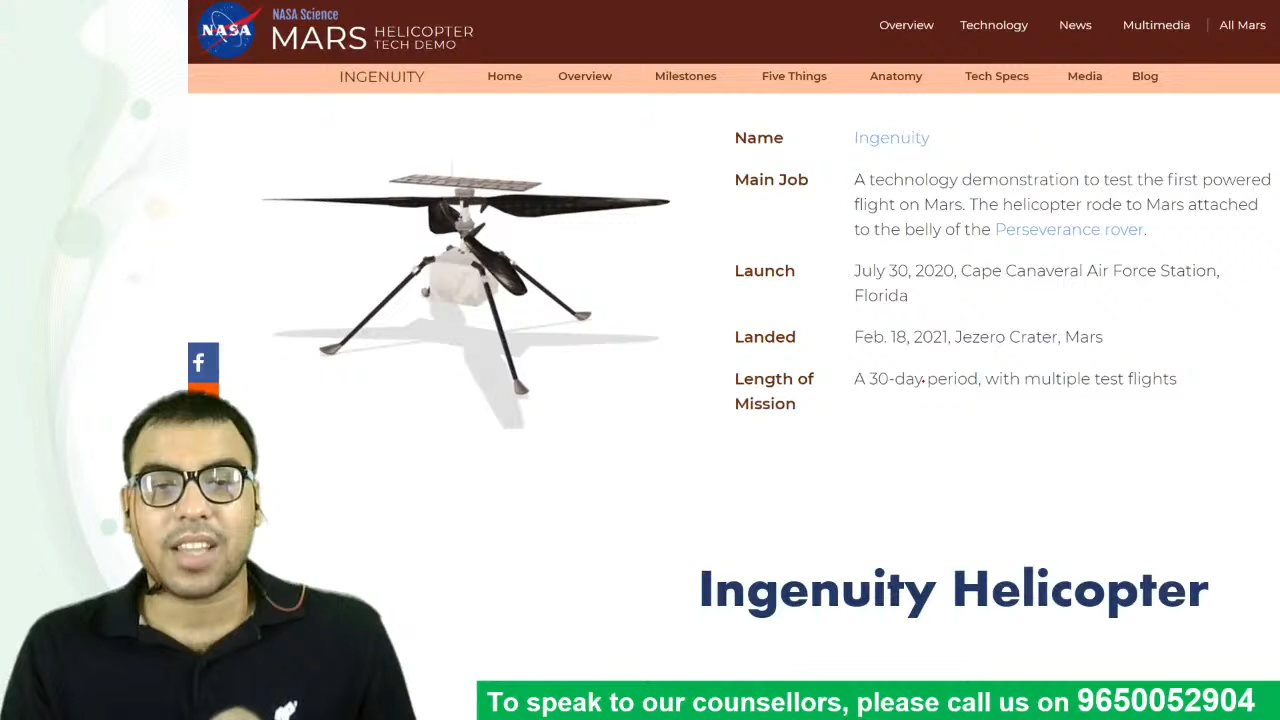 NASA
NASA Science
MARS HELICOPTER
TECH DEMO
Overview Technology News Multimedia | All Mars
INGENUITY Home Overview Milestones Five Things Anatomy Tech Specs Media Blog
Name Ingenuity
Main Job A technology demonstration to test the first powered
flight on Mars. The helicopter rode to Mars attached
to the belly of the Perseverance rover.
Launch July 30, 2020, Cape Canaveral Air Force Station,
Florida
Landed Feb. 18, 2021, Jezero Crater, Mars
Length of A 30-day period, with multiple test flights
Mission
f
Ingenuity Helicopter
To speak to our counsellors, please call us on 9650052904